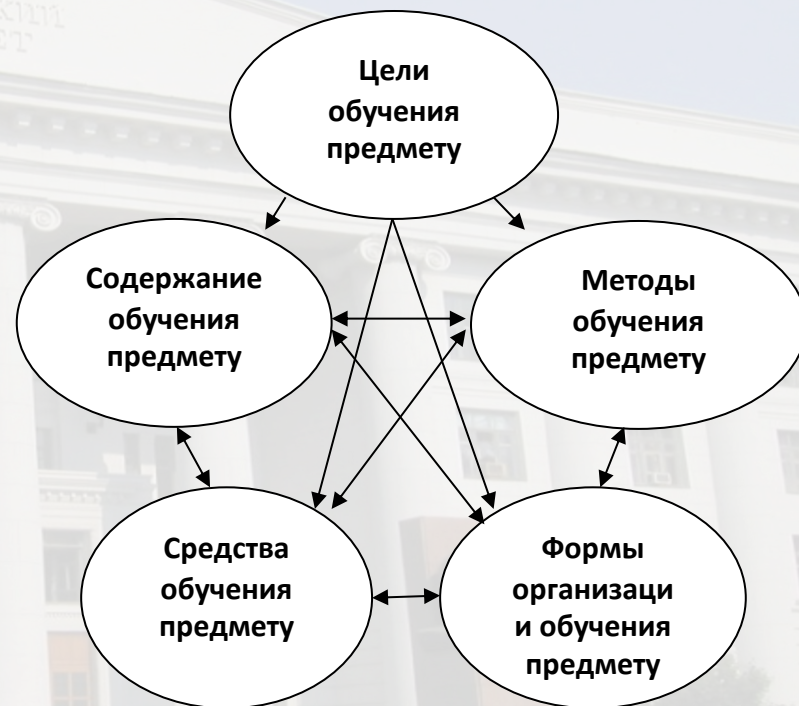 Цели
обучения
предмету
Содержание
обучения
предмету
Методы
обучения
предмету
Средства
обучения
предмету
Формы
организаци
и обучения
предмету